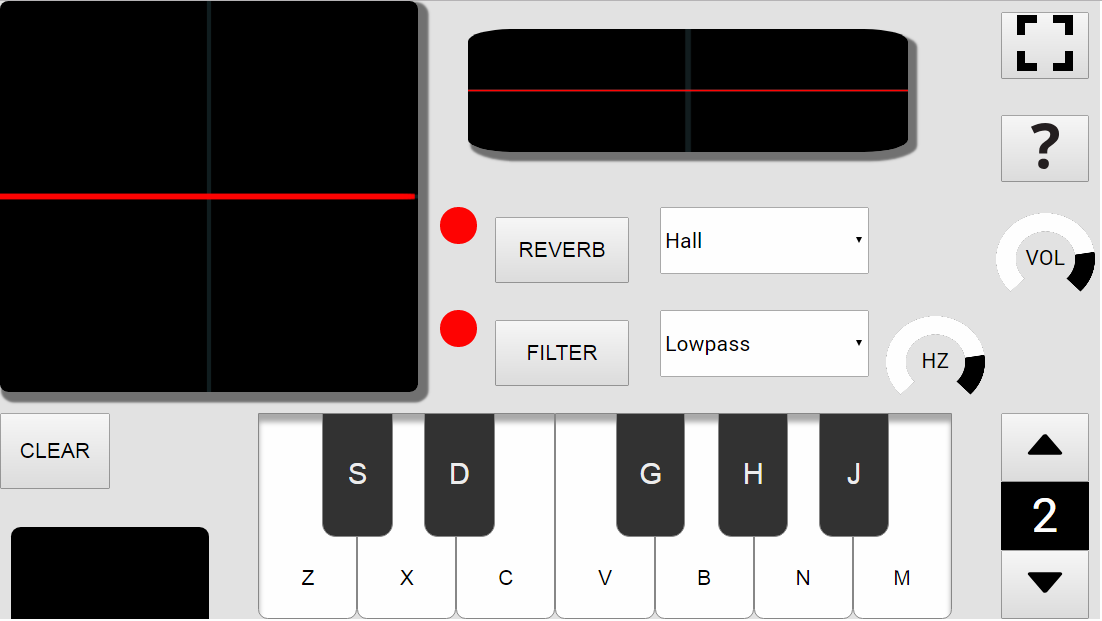 ?
REVERB
Hall
VOL
FILTER
Lowpass
HZ
CLEAR
S D G H J
2
Z X C V B N M